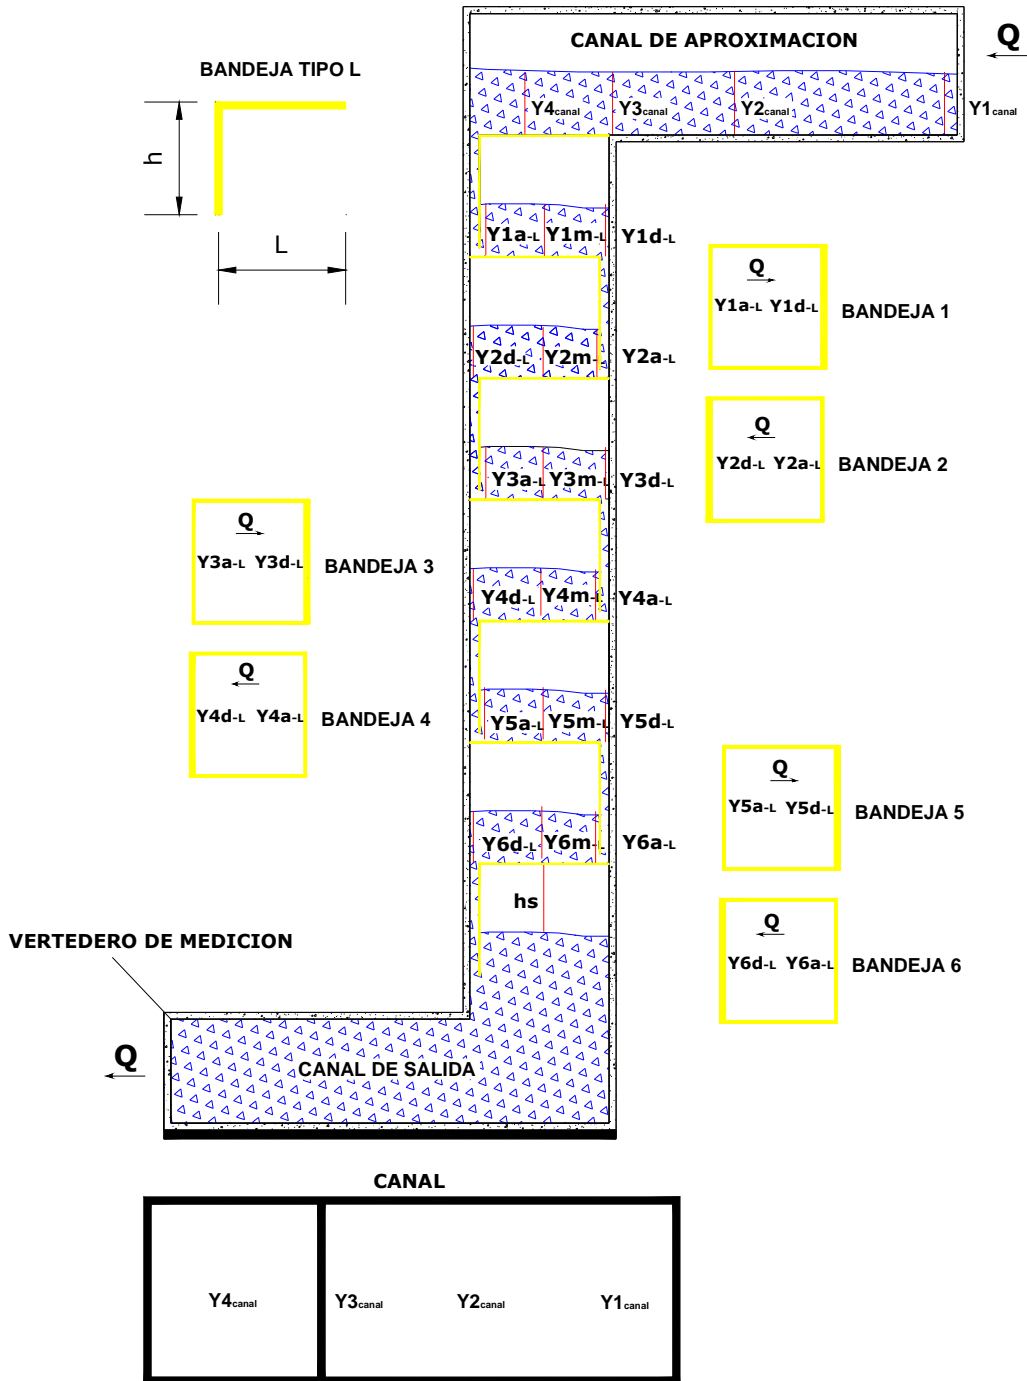 CANAL DE APROXIMACION
Q
BANDEJA TIPO L
Y4canal
Y3canal
Y2canal
Y1canal
h
L
Y1a-L
Y1m-L
Y1d-L
Q
Y1a-L Y1d-L
BANDEJA 1
Y2d-L
Y2m-L
Y2a-L
Q
Y2d-L Y2a-L
BANDEJA 2
Y3a-L
Y3m-L
Y3d-L
Q
Y3a-L Y3d-L
BANDEJA 3
Y4d-L
Y4m-L
Y4a-L
Q
Y4d-L Y4a-L
BANDEJA 4
Y5a-L
Y5m-L
Y5d-L
Q
Y5a-L Y5d-L
BANDEJA 5
Y6d-L
Y6m-L
Y6a-L
hs
Q
Y6d-L Y6a-L
BANDEJA 6
VERTEDERO DE MEDICION
Q
CANAL DE SALIDA
CANAL
Y4canal
Y3canal
Y2canal
Y1canal